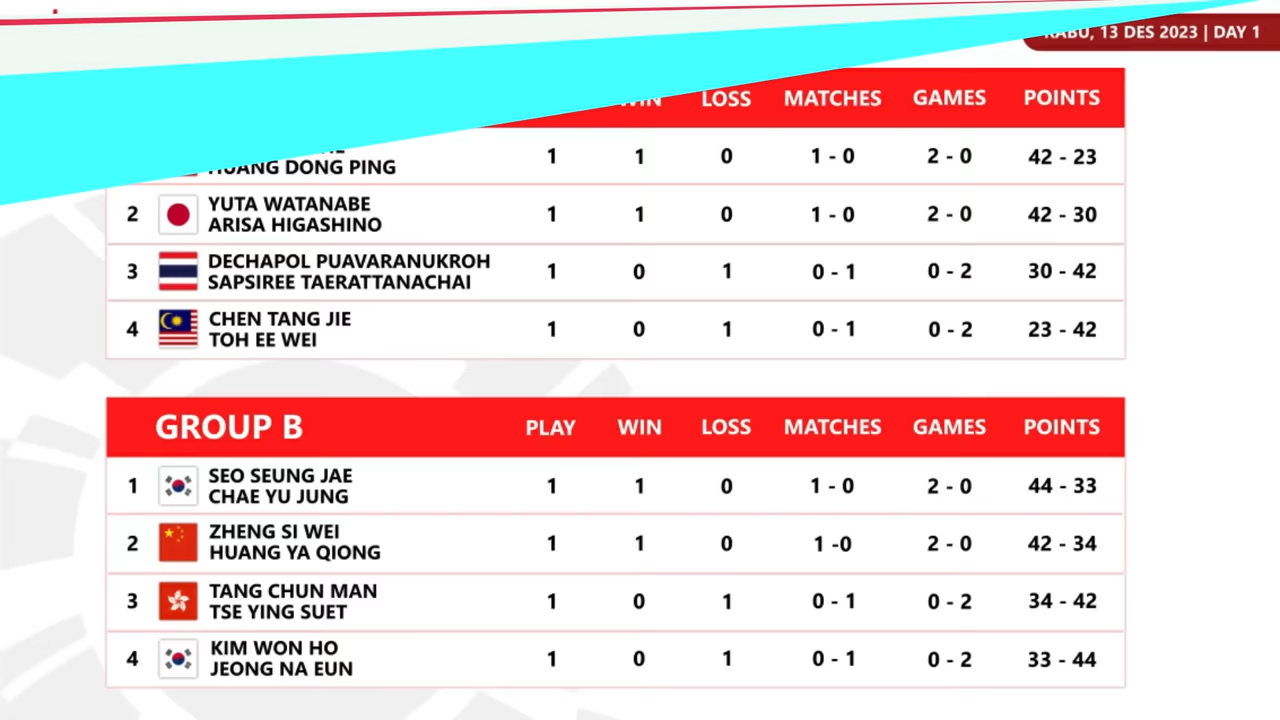 13 DES 2023 | DAY 1
LOSS MATCHES GAMES POINTS
DONG PING 1 1 0 1 - 0 2 - 0 42 - 23
2 YUTA WATANABE
ARISA HIGASHINO 1 1 0 1 - 0 2 - 0 42 - 30
3 DECHAPOL PUAVARANUKROH
SAPSIREE TAERATTANACHAI 1 0 1 0 - 1 0 - 2 30 - 42
4 CHEN TANG JIE
TOH EE WEI 1 0 1 0 - 1 0 - 2 23 - 42
GROUP B PLAY WIN LOSS MATCHES GAMES POINTS
1 SEO SEUNG JAE
CHAE YU JUNG 1 1 0 1 - 0 2 - 0 44 - 33
2 ZHENG SI WEI
HUANG YA QIONG 1 1 0 1 -0 2 - 0 42 - 34
3 TANG CHUN MAN
TSE YING SUET 1 0 1 0 - 1 0 - 2 34 - 42
4 KIM WON HO
JEONG NA EUN 1 0 1 0 - 1 0 - 2 33 - 44